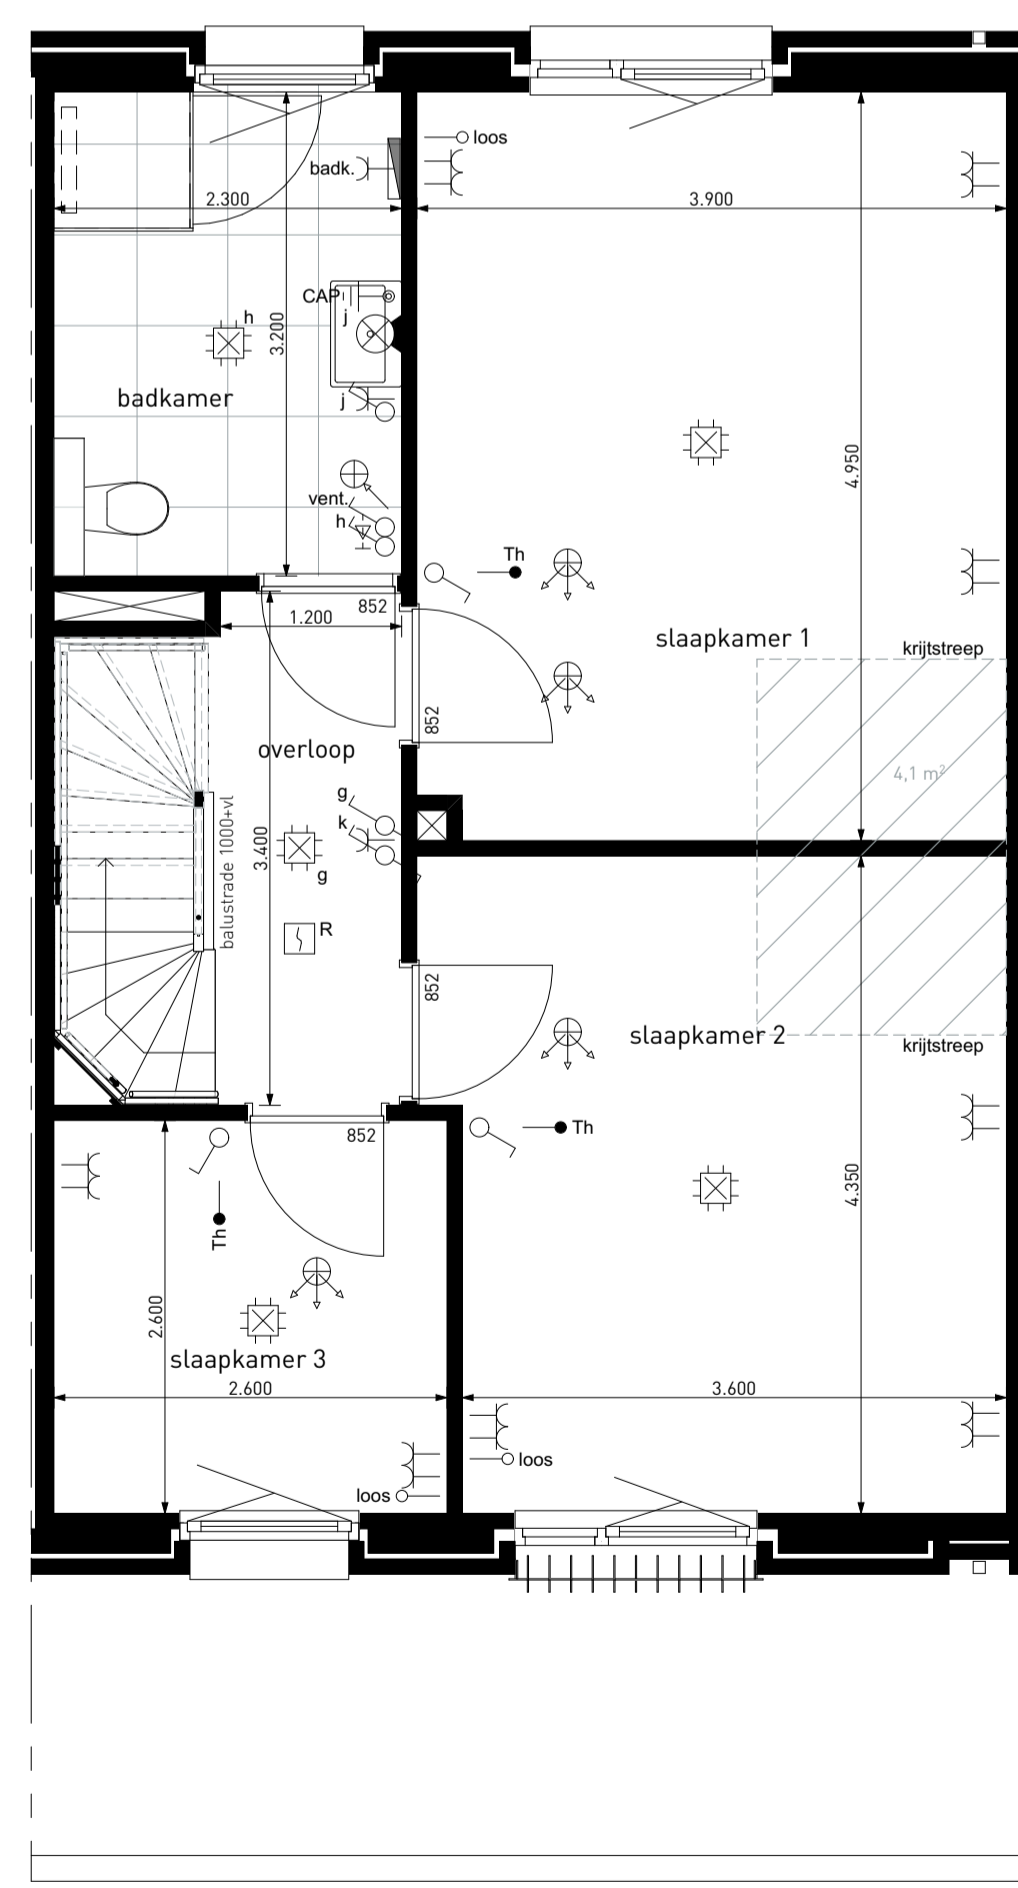 loos
badk.
2.300
3.900
CAP
j
h
3.200
badkamer
j
4.950
vent.
h
Th
852
1.200
slaapkamer 1
krijtstreep
852
overloop
4,1 m²
g
k
balustrade 1000+vl
3.400
g
R
852
slaapkamer 2
krijtstreep
Th
852
4.350
Th
2.600
slaapkamer 3
2.600
3.600
loos
loos